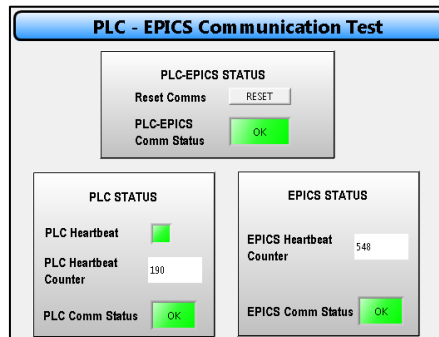 PLC - EPICS Communication Test
PLC-EPICS STATUS
Reset Comms RESET
PLC-EPICS
Comm Status OK
PLC STATUS
PLC Heartbeat
PLC Heartbeat
Counter 190
PLC Comm Status OK
EPICS STATUS
EPICS Heartbeat
Counter 548
EPICS Comm Status OK